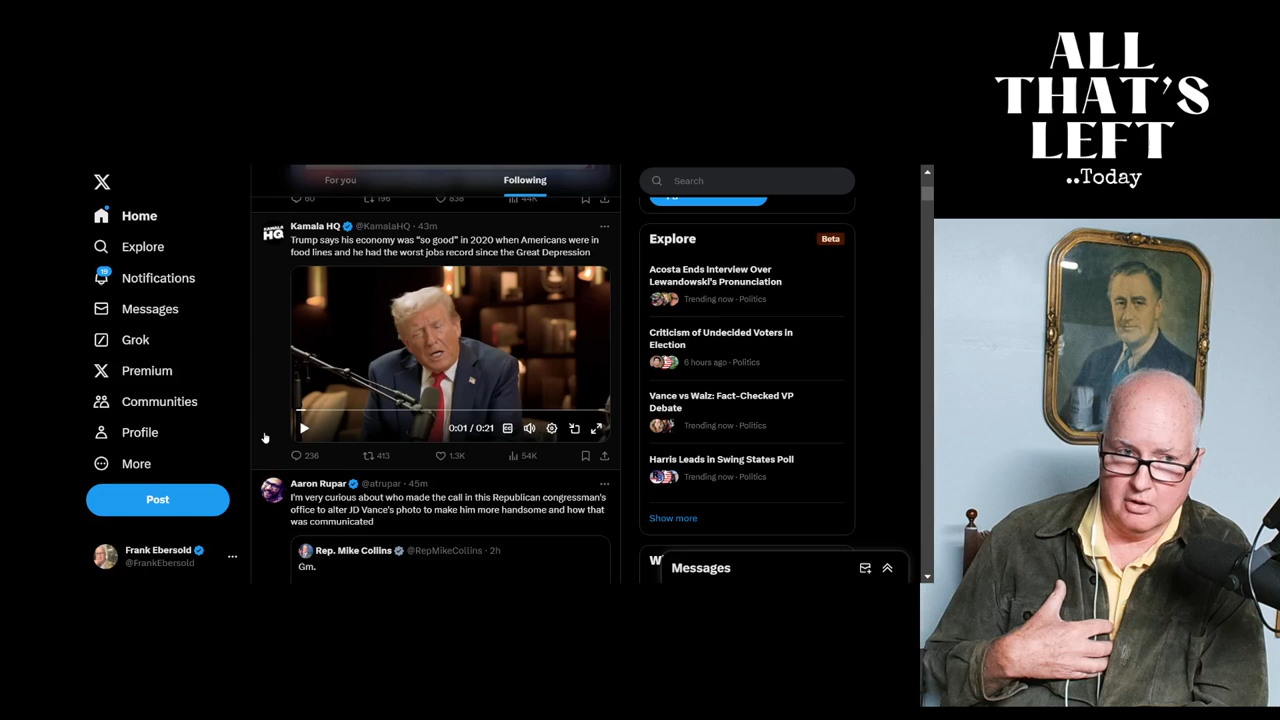 ALL
THAT'S
LEFT
..Today
For you
Following
Search
Home
Explore
Notifications
19
Messages
Grok
Premium
Communities
Profile
More
Post
Frank Ebersold
@FrankEbersold
60
196
838
44K
KAMALA
HQ
Kamala HQ @KamalaHQ · 43m
Trump says his economy was "so good" in 2020 when Americans were in
food lines and he had the worst jobs record since the Great Depression
0:01 / 0:21
236
413
1.3K
54K
Aaron Rupar @atrupar · 45m
I'm very curious about who made the call in this Republican congressman's
office to alter JD Vance's photo to make him more handsome and how that
was communicated
Rep. Mike Collins @RepMikeCollins · 2h
Gm.
Explore
Beta
Acosta Ends Interview Over
Lewandowski's Pronunciation
Trending now · Politics
Criticism of Undecided Voters in
Election
6 hours ago · Politics
Vance vs Walz: Fact-Checked VP
Debate
Trending now · Politics
Harris Leads in Swing States Poll
Trending now · Politics
Show more
Messages